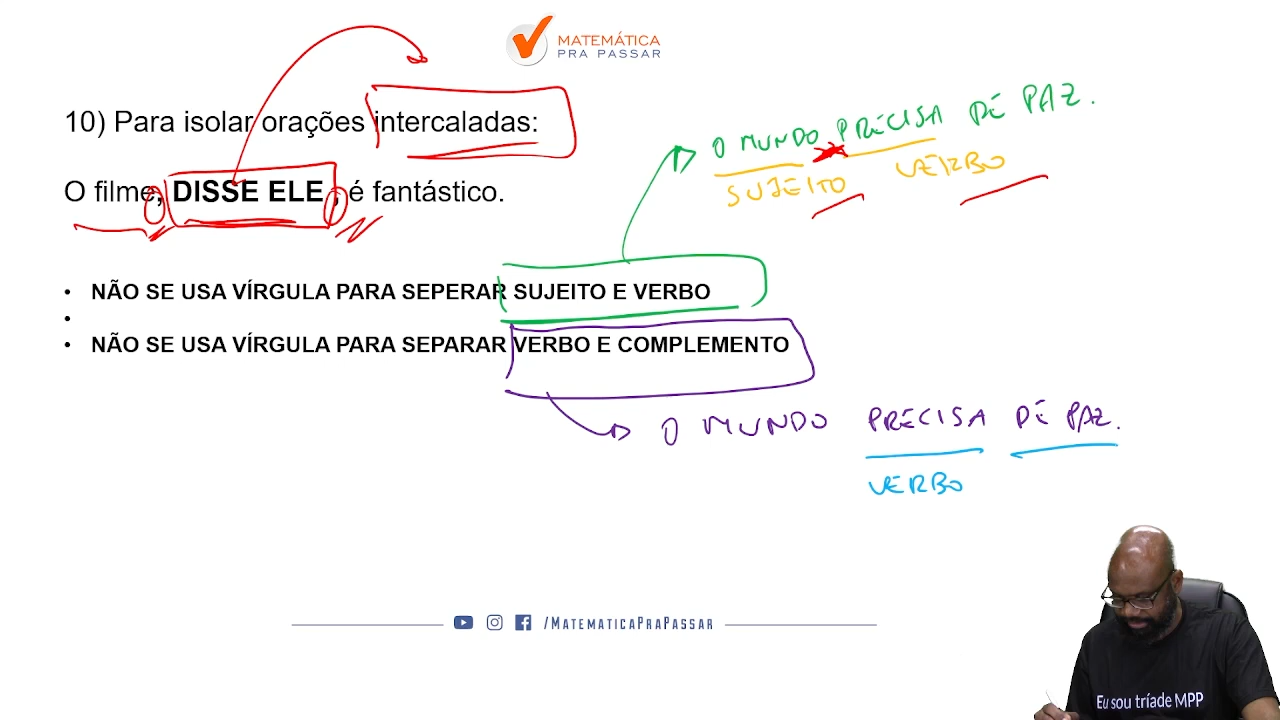 MATEMÁTICA
PRA PASSAR
10) Para isolar orações intercaladas:
O filme, DISSE ELE, é fantástico.
O MUNDO PRECISA DE PAZ.
SUJEITO VERBO
• NÃO SE USA VÍRGULA PARA SEPERAR SUJEITO E VERBO
•
• NÃO SE USA VÍRGULA PARA SEPARAR VERBO E COMPLEMENTO
O MUNDO PRECISA DE PAZ.
VERBO
/MATEMATICAPRAPASSAR
Eu sou tríade MPP